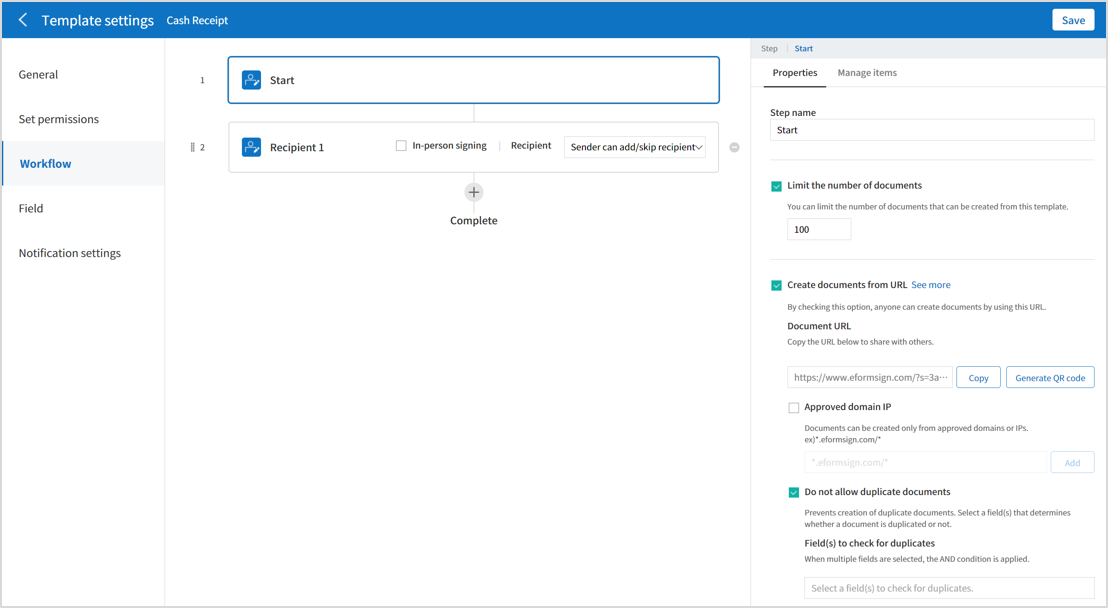 Template settings Cash Receipt Save
General
Set permissions
Workflow
Field
Notification settings
1 Start
2 Recipient 1 In-person signing Recipient Sender can add/skip recipient
Complete
Step Start
Properties Manage items
Step name
Start
Limit the number of documents
You can limit the number of documents that can be created from this template.
100
Create documents from URL See more
By checking this option, anyone can create documents by using this URL.
Document URL
Copy the URL below to share with others.
https://www.eformsign.com/?s=3a··· Copy Generate QR code
Approved domain IP
Documents can be created only from approved domains or IPs.
ex)*.eformsign.com/*
*.eformsign.com/* Add
Do not allow duplicate documents
Prevents creation of duplicate documents. Select a field(s) that determines
whether a document is duplicated or not.
Field(s) to check for duplicates
When multiple fields are selected, the AND condition is applied.
Select a field(s) to check for duplicates.